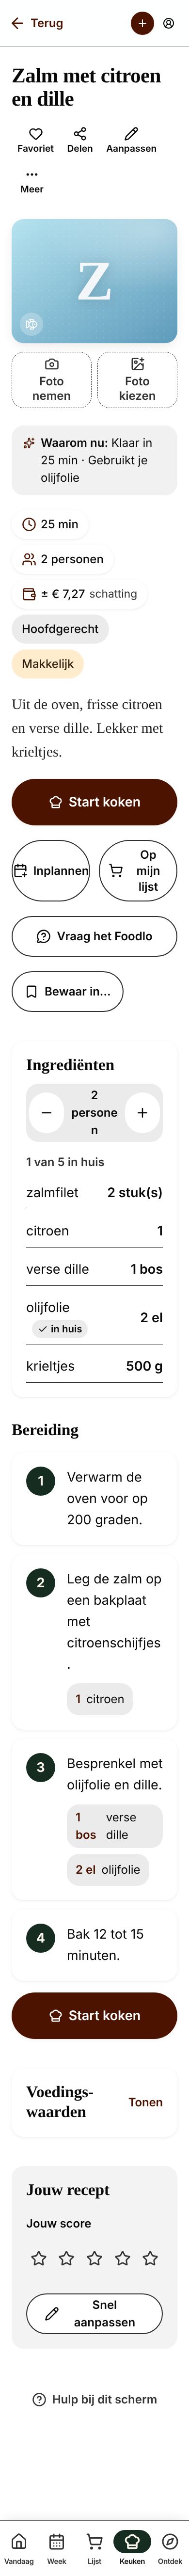 Terug
Zalm met citroen
en dille
Favoriet
Delen
Aanpassen
Meer
Z
Foto
nemen
Foto
kiezen
Waarom nu: Klaar in
25 min · Gebruikt je
olijfolie
25 min
2 personen
± € 7,27 schatting
Hoofdgerecht
Makkelijk
Uit de oven, frisse citroen
en verse dille. Lekker met
krieltjes.
Start koken
Inplannen
Op
mijn
lijst
Vraag het Foodlo
Bewaar in...
Ingrediënten
2
persone
n
1 van 5 in huis
zalmfilet 2 stuk(s)
citroen 1
verse dille 1 bos
olijfolie
in huis
2 el
krieltjes 500 g
Bereiding
1
Verwarm de
oven voor op
200 graden.
2
Leg de zalm op
een bakplaat
met
citroenschijfjes
.
1 citroen
3
Besprenkel met
olijfolie en dille.
1 verse
bos dille
2 el olijfolie
4
Bak 12 tot 15
minuten.
Start koken
Voedings-
waarden
Tonen
Jouw recept
Jouw score
Snel
aanpassen
Hulp bij dit scherm
Vandaag
Week
Lijst
Keuken
Ontdek